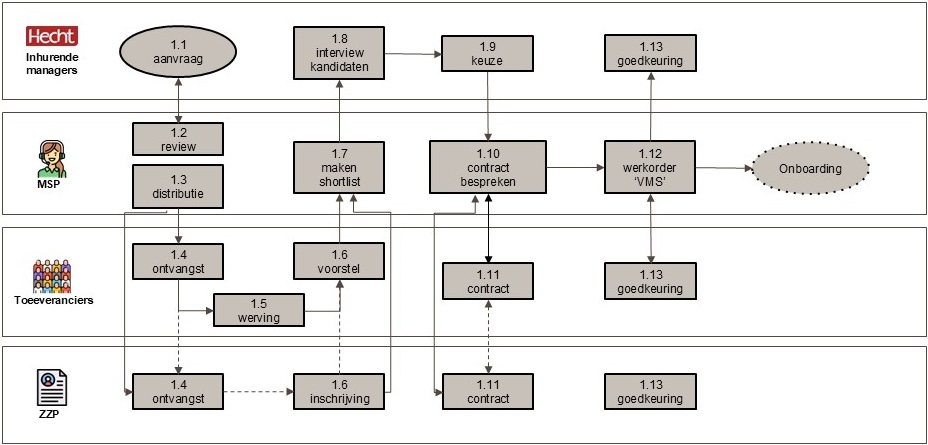 Hecht
Inhurende
managers
1.1
aanvraag
1.8
interview
kandidaten
1.9
keuze
1.13
goedkeuring
MSP
1.2
review
1.3
distributie
1.7
maken
shortlist
1.10
contract
bespreken
1.12
werkorder
‘VMS’
Onboarding
Toeeveranciers
1.4
ontvangst
1.5
werving
1.6
voorstel
1.11
contract
1.13
goedkeuring
ZZP
1.4
ontvangst
1.6
inschrijving
1.11
contract
1.13
goedkeuring